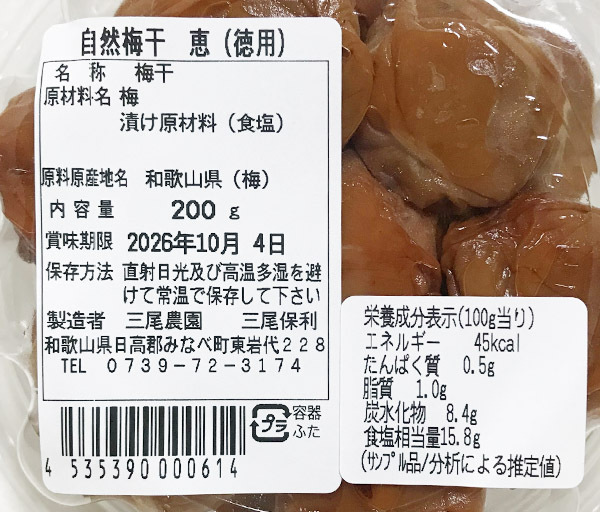 自然梅干　恵（徳用）
名　称　　梅干
原材料名 梅
漬け原材料（食塩）
原料原産地名　和歌山県（梅）
内 容 量　　200 g
賞味期限　2026年10月 4日
保存方法　直射日光及び高温多湿を避
けて常温で保存して下さい
製造者　三尾農園　　三尾保利
和歌山県日高郡みなべ町東岩代２２８
TEL　0739-72-3174
プラ
容器
ふた
4 535390 000614
栄養成分表示(100g当り)
エネルギー　　45kcal
たんぱく質　0.5g
脂質　1.0g
炭水化物　8.4g
食塩相当量15.8g
(ｻﾝﾌﾟﾙ品/分析による推定値)